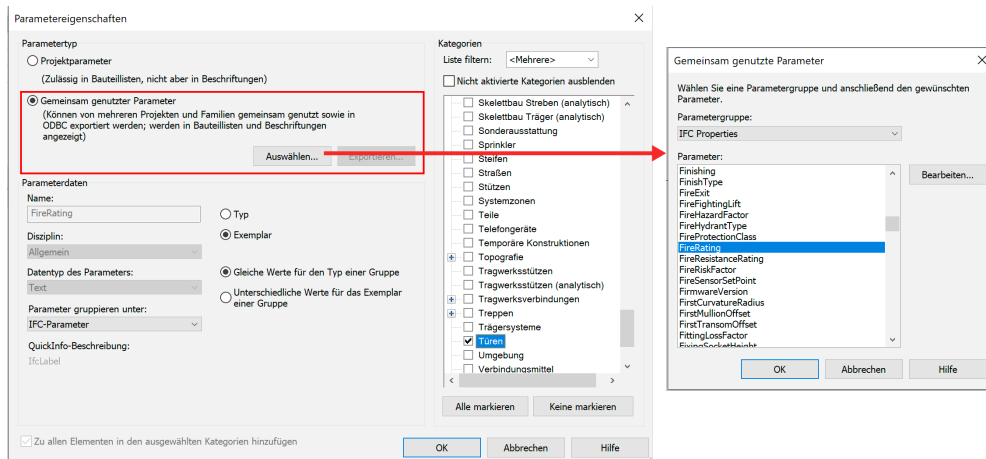 Parametereigenschaften
Parametertyp
Projektparameter
(Zulässig in Bauteillisten, nicht aber in Beschriftungen)
Gemeinsam genutzter Parameter
(Können von mehreren Projekten und Familien gemeinsam genutzt sowie in
ODBC exportiert werden; werden in Bauteillisten und Beschriftungen
angezeigt)
Auswählen...
Exportieren...
Parameterdaten
Name:
FireRating
Typ
Disziplin:
Exemplar
Allgemein
Datentyp des Parameters:
Gleiche Werte für den Typ einer Gruppe
Text
Unterschiedliche Werte für das Exemplar
einer Gruppe
Parameter gruppieren unter:
IFC-Parameter
QuickInfo-Beschreibung:
IfcLabel
Zu allen Elementen in den ausgewählten Kategorien hinzufügen
Kategorien
Liste filtern: <Mehrere>
Nicht aktivierte Kategorien ausblenden
Skelettbau Streben (analytisch)
Skelettbau Träger (analytisch)
Sonderausstattung
Sprinkler
Steifen
Straßen
Stützen
Systemzonen
Teile
Telefongeräte
Temporäre Konstruktionen
Topografie
Tragwerksstützen
Tragwerksstützen (analytisch)
Tragwerksverbindungen
Treppen
Trägersysteme
Türen
Umgebung
Verbindungsmittel
Alle markieren
Keine markieren
OK
Abbrechen
Hilfe
Gemeinsam genutzte Parameter
Wählen Sie eine Parametergruppe und anschließend den gewünschten
Parameter.
Parametergruppe:
IFC Properties
Parameter:
Finishing
FinishType
FireExit
FireFightingLift
FireHazardFactor
FireHydrantType
FireProtectionClass
FireRating
FireResistanceRating
FireRiskFactor
FireSensorSetPoint
FirmwareVersion
FirstCurvatureRadius
FirstMullionOffset
FirstTransomOffset
FittingLossFactor
FixingSocketHeight
Bearbeiten...
OK
Abbrechen
Hilfe